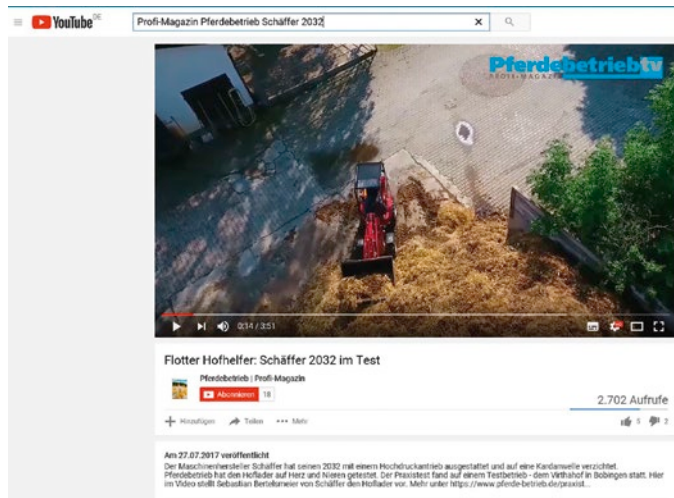 YouTube DE
Profi-Magazin Pferdebetrieb Schäffer 2032
Pferdebetrieb tv
PROFI-MAGAZIN
0:14 / 3:51
Flotter Hofhelfer: Schäffer 2032 im Test
Pferdebetrieb | Profi-Magazin
Abonnieren 18
2.702 Aufrufe
Hinzufügen Teilen Mehr
5 2
Am 27.07.2017 veröffentlicht
Der Maschinenhersteller Schäffer hat seinen 2032 mit einem Hochdruckantrieb ausgestattet und auf eine Kardanwelle verzichtet.
Pferdebetrieb hat den Hoflader auf Herz und Nieren getestet. Der Praxistest fand auf einem Testbetrieb - dem Virthahof in Bobingen statt. Hier
im Video stellt Sebastian Bertelsmeier von Schäffer den Hoflader vor. Mehr unter https://www.pferde-betrieb.de/praxist...